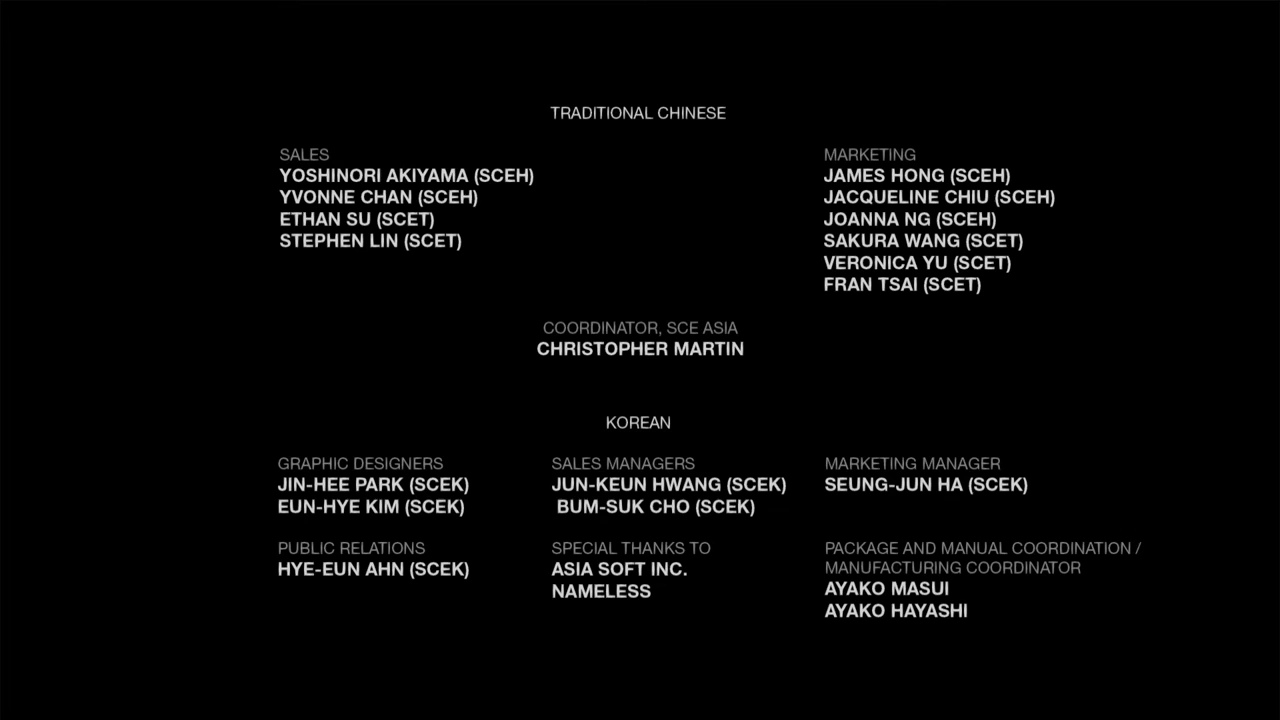 TRADITIONAL CHINESE
SALES
YOSHINORI AKIYAMA (SCEH)
YVONNE CHAN (SCEH)
ETHAN SU (SCET)
STEPHEN LIN (SCET)
MARKETING
JAMES HONG (SCEH)
JACQUELINE CHIU (SCEH)
JOANNA NG (SCEH)
SAKURA WANG (SCET)
VERONICA YU (SCET)
FRAN TSAI (SCET)
COORDINATOR, SCE ASIA
CHRISTOPHER MARTIN
KOREAN
GRAPHIC DESIGNERS
JIN-HEE PARK (SCEK)
EUN-HYE KIM (SCEK)
SALES MANAGERS
JUN-KEUN HWANG (SCEK)
BUM-SUK CHO (SCEK)
MARKETING MANAGER
SEUNG-JUN HA (SCEK)
PUBLIC RELATIONS
HYE-EUN AHN (SCEK)
SPECIAL THANKS TO
ASIA SOFT INC.
NAMELESS
PACKAGE AND MANUAL COORDINATION /
MANUFACTURING COORDINATOR
AYAKO MASUI
AYAKO HAYASHI